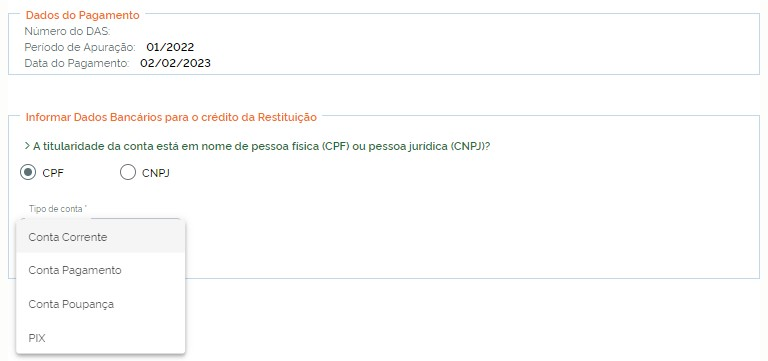 Dados do Pagamento
Número do DAS:
Período de Apuração: 01/2022
Data do Pagamento: 02/02/2023
Informar Dados Bancários para o crédito da Restituição
> A titularidade da conta está em nome de pessoa física (CPF) ou pessoa jurídica (CNPJ)?
CPF CNPJ
Tipo de conta *
Conta Corrente
Conta Pagamento
Conta Poupança
PIX